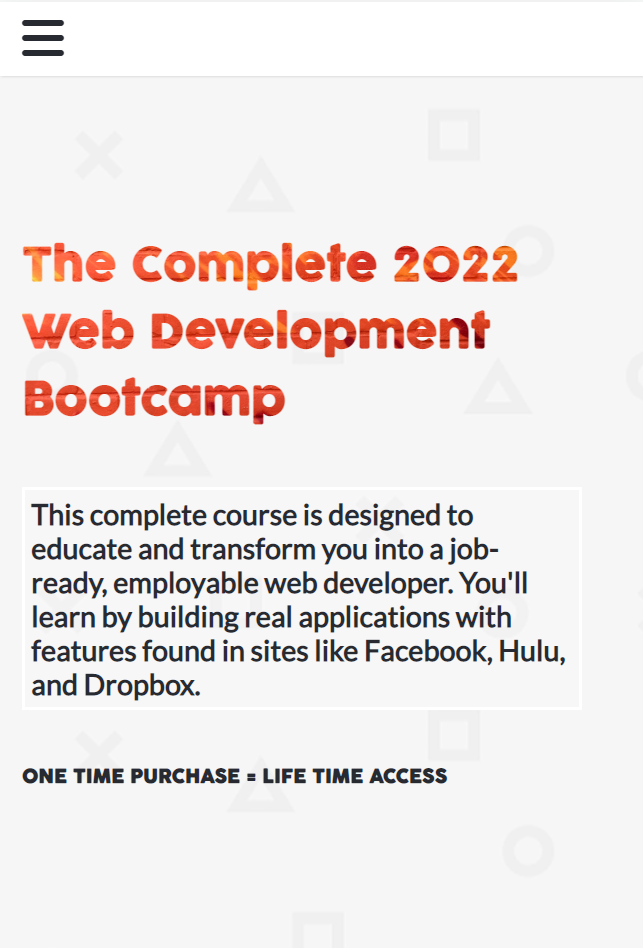 The Complete 2022
Web Development
Bootcamp
This complete course is designed to
educate and transform you into a job-
ready, employable web developer. You'll
learn by building real applications with
features found in sites like Facebook, Hulu,
and Dropbox.
ONE TIME PURCHASE = LIFE TIME ACCESS